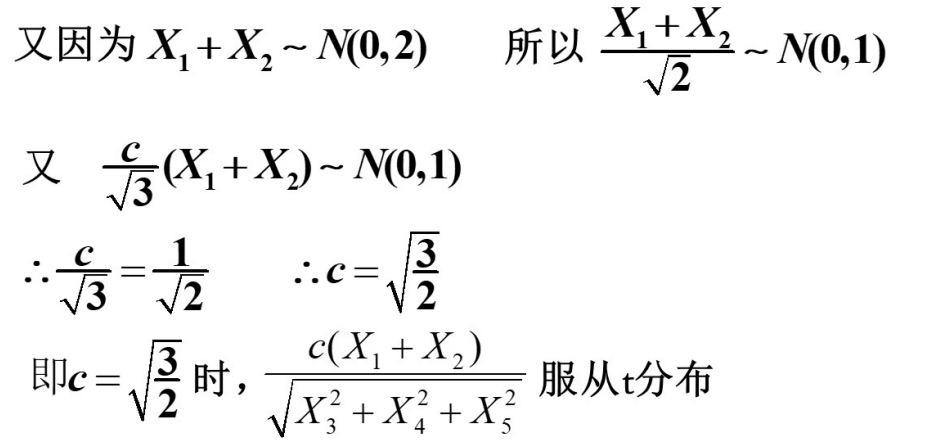 又因为 X₁ + X₂ ~ N(0,2) 所以 (X₁ + X₂)/√2 ~ N(0,1)
又 c/√3 (X₁ + X₂) ~ N(0,1)
∴ c/√3 = 1/√2 ∴ c = √(3/2)
即c = √(3/2) 时， c(X₁ + X₂)/√(X₃² + X₄² + X₅²) 服从t分布